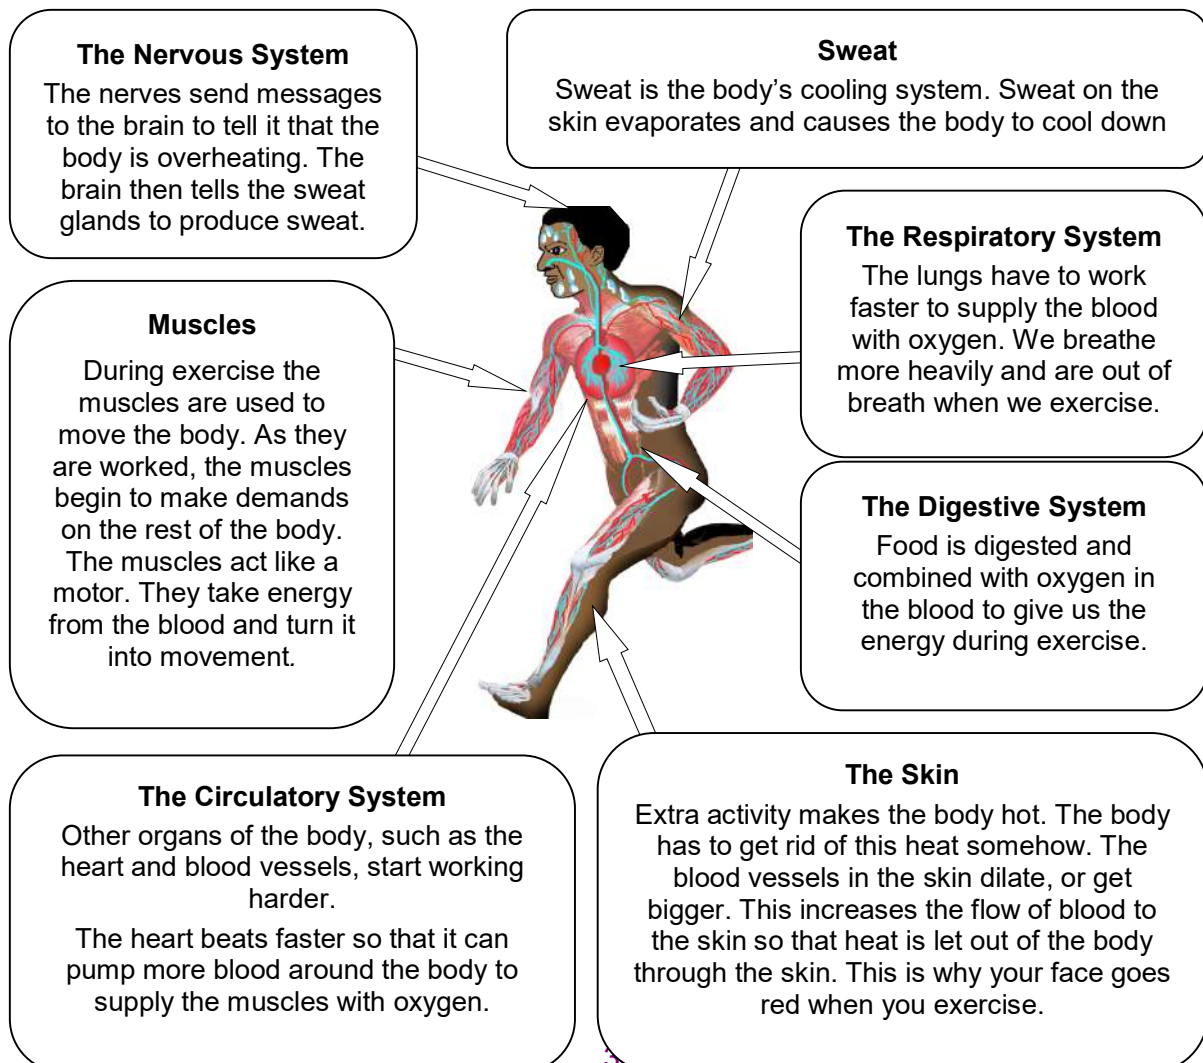 The Nervous System
The nerves send messages
to the brain to tell it that the
body is overheating. The
brain then tells the sweat
glands to produce sweat.
Sweat
Sweat is the body's cooling system. Sweat on the
skin evaporates and causes the body to cool down
The Respiratory System
The lungs have to work
faster to supply the blood
with oxygen. We breathe
more heavily and are out of
breath when we exercise.
Muscles
During exercise the
muscles are used to
move the body. As they
are worked, the muscles
begin to make demands
on the rest of the body.
The muscles act like a
motor. They take energy
from the blood and turn it
into movement.
The Digestive System
Food is digested and
combined with oxygen in
the blood to give us the
energy during exercise.
The Circulatory System
Other organs of the body, such as the
heart and blood vessels, start working
harder.
The heart beats faster so that it can
pump more blood around the body to
supply the muscles with oxygen.
The Skin
Extra activity makes the body hot. The body
has to get rid of this heat somehow. The
blood vessels in the skin dilate, or get
bigger. This increases the flow of blood to
the skin so that heat is let out of the body
through the skin. This is why your face goes
red when you exercise.